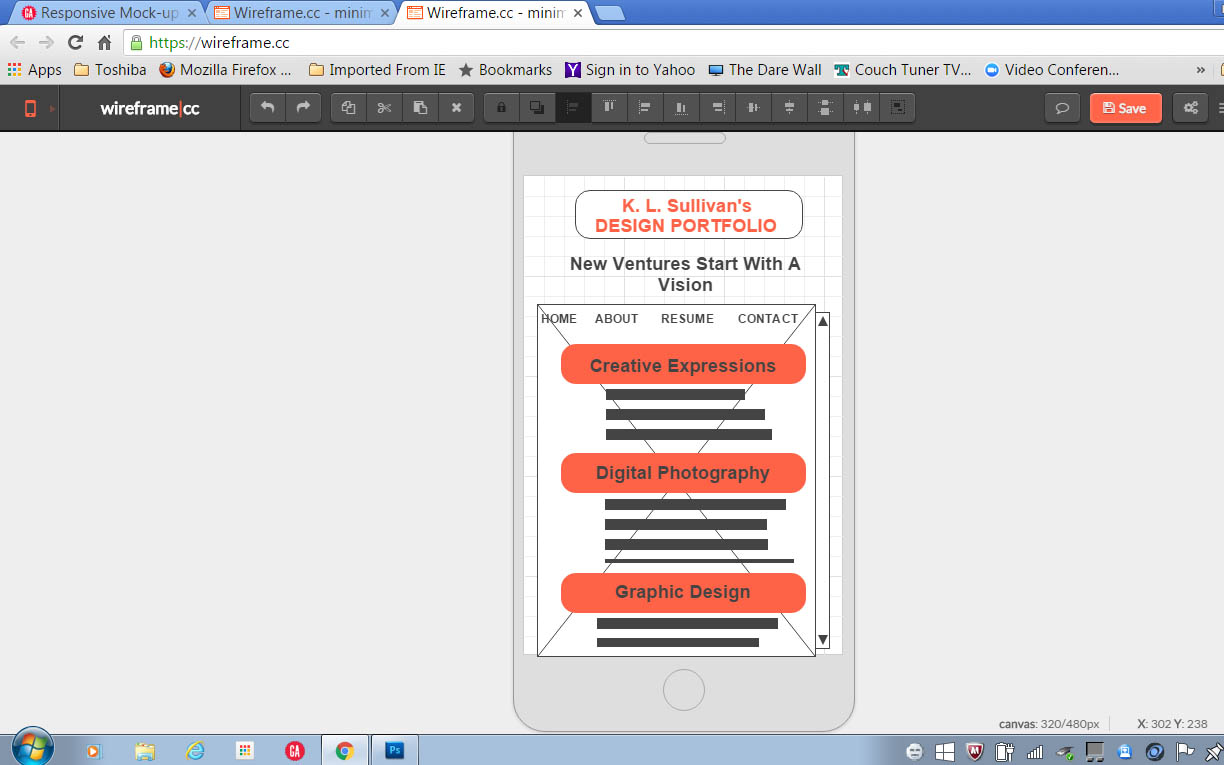 Responsive Mock-up
Wireframe.cc - minim
Wireframe.cc - minim
https://wireframe.cc
Apps
Toshiba
Mozilla Firefox ...
Imported From IE
Bookmarks
Sign in to Yahoo
The Dare Wall
Couch Tuner TV...
Video Conferen...
»
wireframe|cc
Save
K. L. Sullivan's
DESIGN PORTFOLIO
New Ventures Start With A
Vision
HOME ABOUT RESUME CONTACT
Creative Expressions
Digital Photography
Graphic Design
canvas: 320/480px
X: 302 Y: 238
GA
Ps